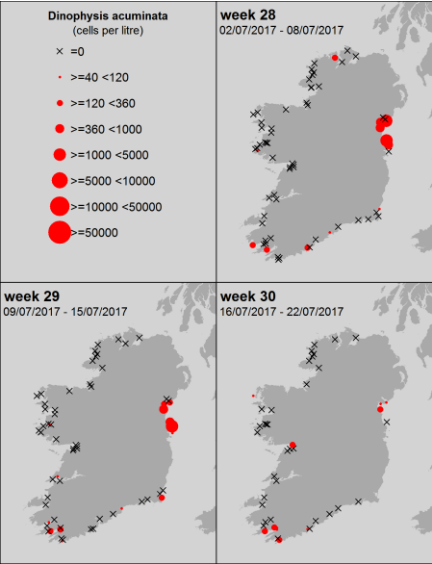 Dinophysis acuminata
(cells per litre)
=0
>=40 <120
>=120 <360
>=360 <1000
>=1000 <5000
>=5000 <10000
>=10000 <50000
>=50000
week 28
02/07/2017 - 08/07/2017
week 29
09/07/2017 - 15/07/2017
week 30
16/07/2017 - 22/07/2017